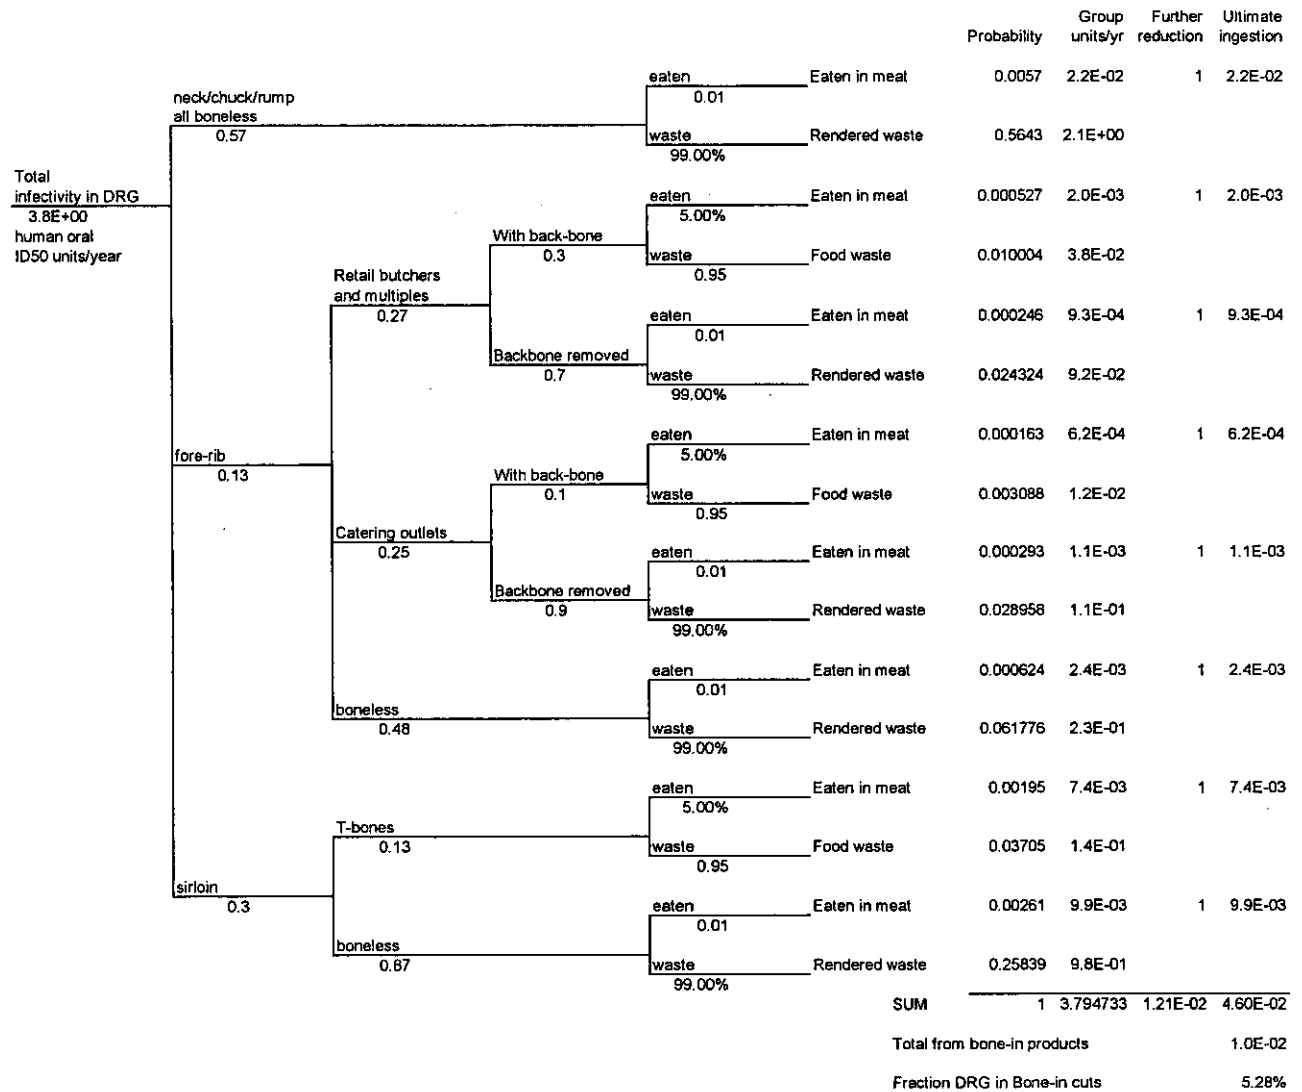 Group Further Ultimate
Probability units/yr reduction ingestion
eaten Eaten in meat 0.0057 2.2E-02 1 2.2E-02
0.01
neck/chuck/rump
all boneless
0.57
waste Rendered waste 0.5643 2.1E+00
99.00%
Total
infectivity in DRG
3.8E+00
human oral
ID50 units/year
eaten Eaten in meat 0.000527 2.0E-03 1 2.0E-03
5.00%
With back-bone
0.3
waste Food waste 0.010004 3.8E-02
0.95
Retail butchers
and multiples
0.27
eaten Eaten in meat 0.000246 9.3E-04 1 9.3E-04
0.01
Backbone removed
0.7
waste Rendered waste 0.024324 9.2E-02
99.00%
eaten Eaten in meat 0.000163 6.2E-04 1 6.2E-04
5.00%
fore-rib
0.13
With back-bone
0.1
waste Food waste 0.003088 1.2E-02
0.95
Catering outlets
0.25
eaten Eaten in meat 0.000293 1.1E-03 1 1.1E-03
0.01
Backbone removed
0.9
waste Rendered waste 0.028958 1.1E-01
99.00%
eaten Eaten in meat 0.000624 2.4E-03 1 2.4E-03
0.01
boneless
0.48
waste Rendered waste 0.061776 2.3E-01
99.00%
eaten Eaten in meat 0.00195 7.4E-03 1 7.4E-03
5.00%
T-bones
0.13
waste Food waste 0.03705 1.4E-01
0.95
sirloin
0.3
eaten Eaten in meat 0.00261 9.9E-03 1 9.9E-03
0.01
boneless
0.87
waste Rendered waste 0.25839 9.8E-01
99.00%
SUM 1 3.794733 1.21E-02 4.60E-02
Total from bone-in products 1.0E-02
Fraction DRG in Bone-in cuts 5.28%